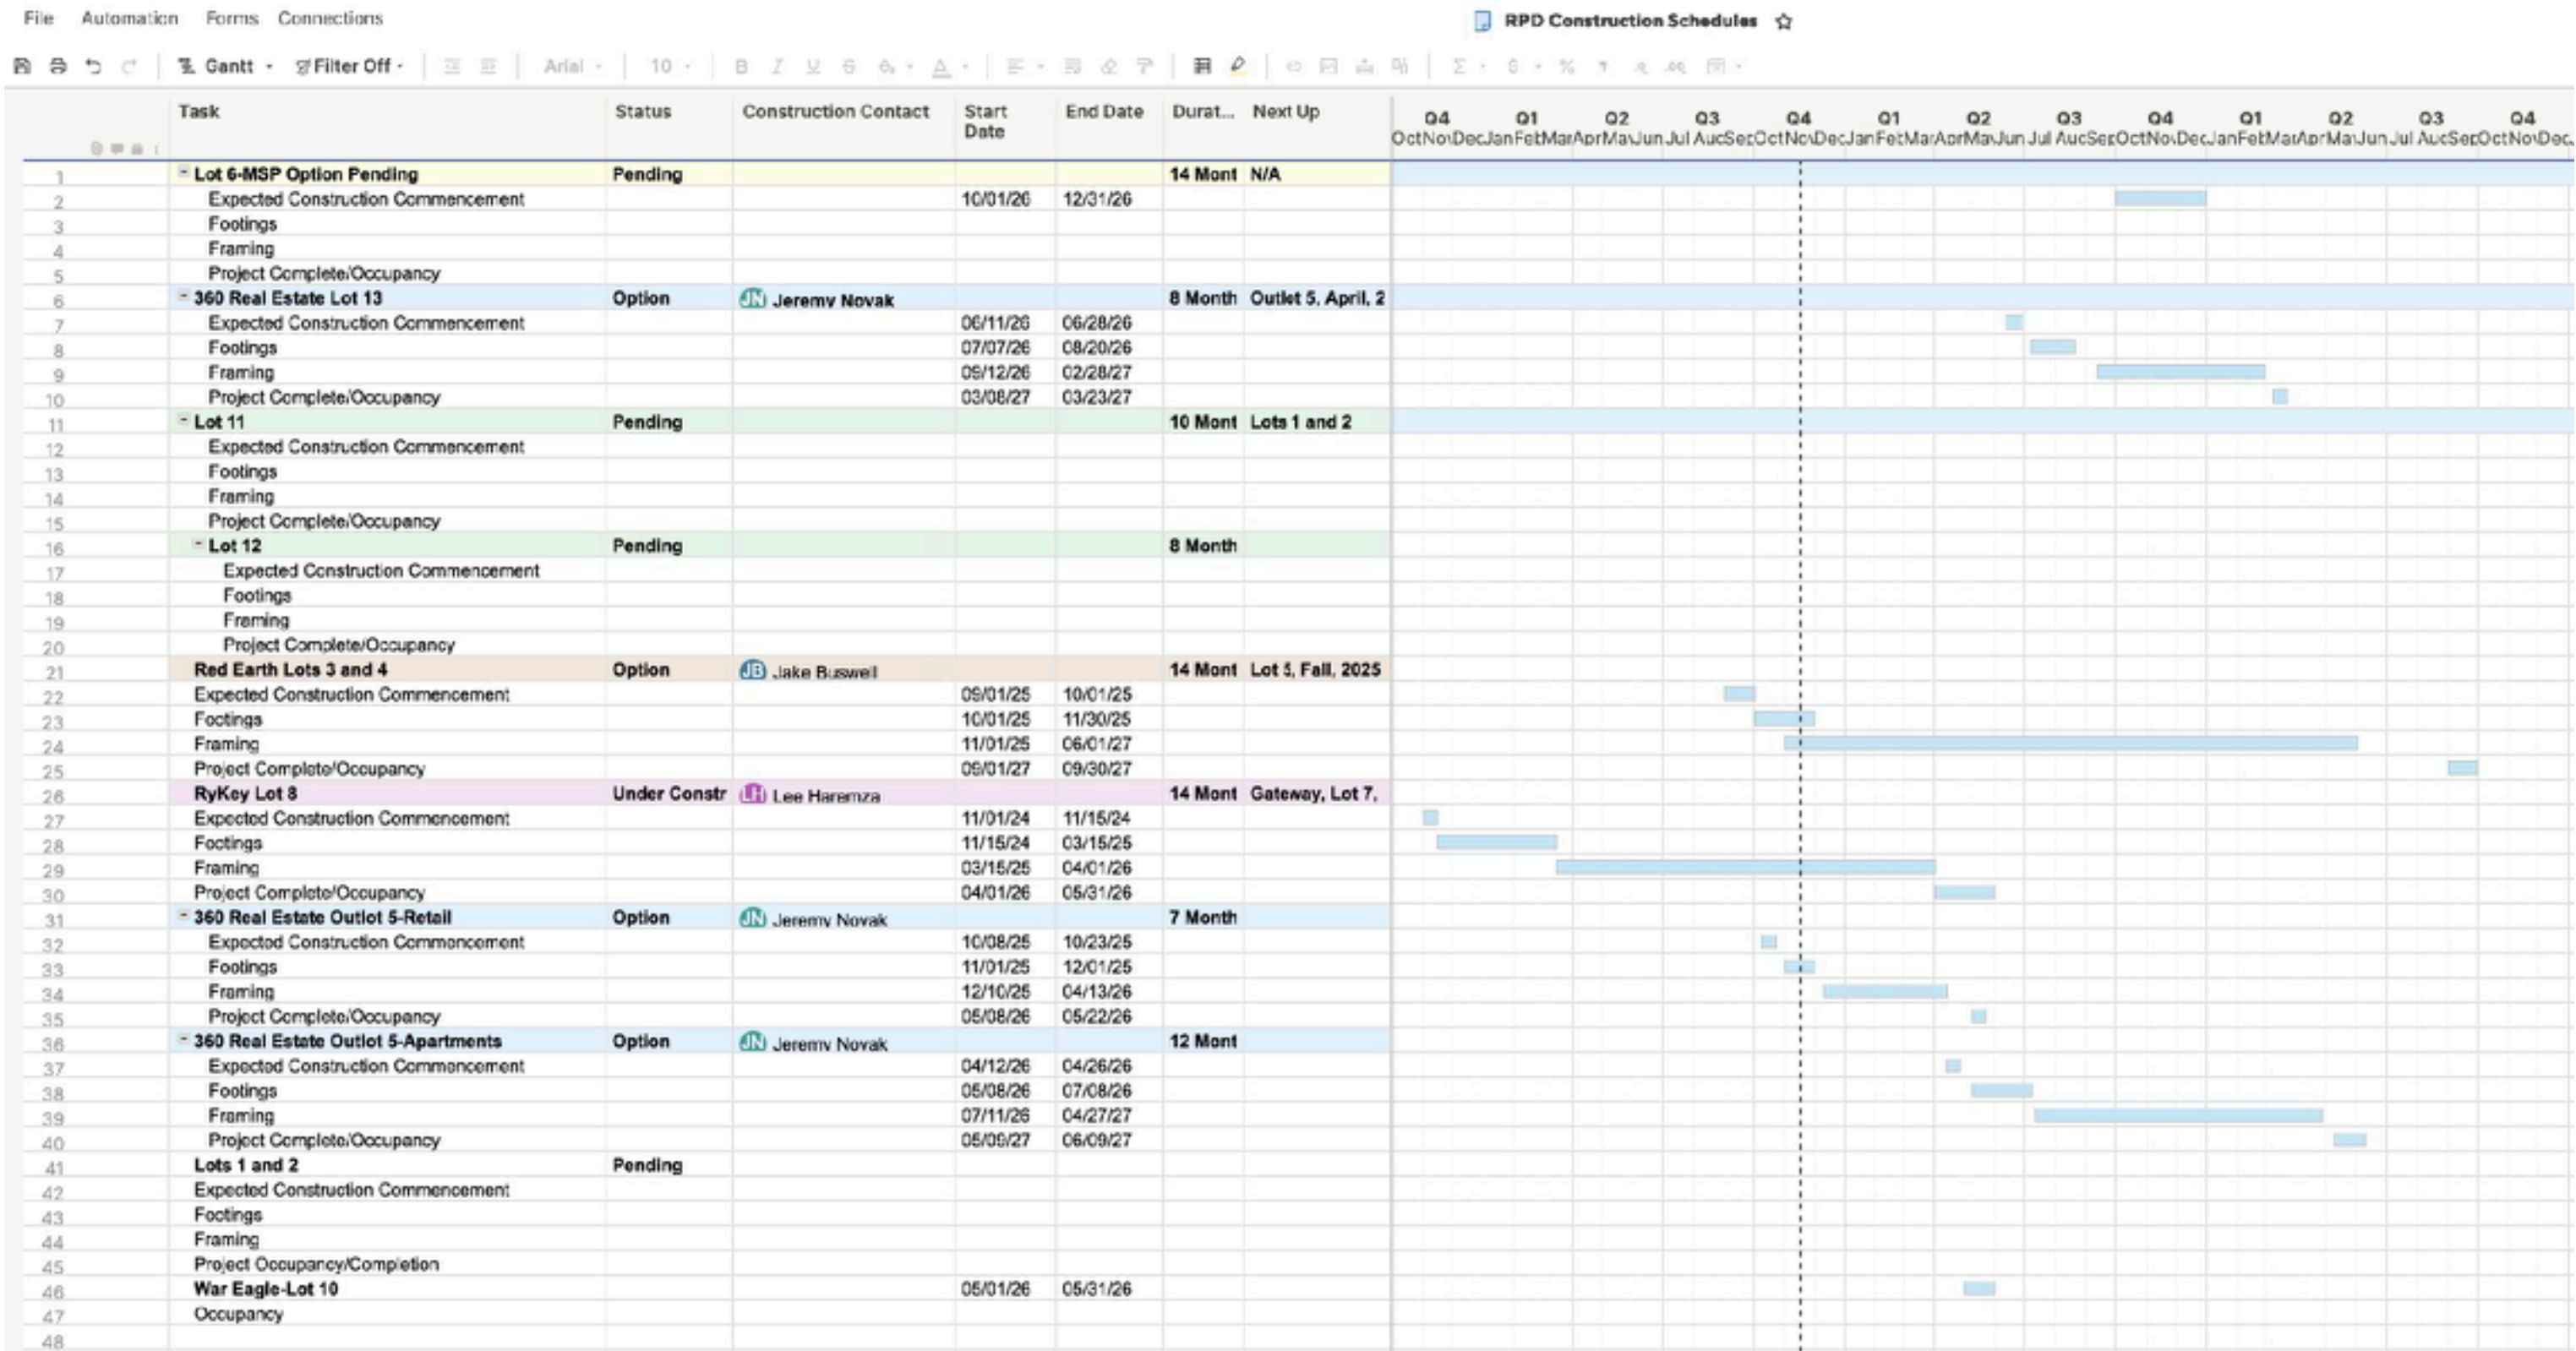 File Automation Forms Connections
RPD Construction Schedules
Gantt Filter Off Arial 10
Task Status Construction Contact Start Date End Date Durat... Next Up
Q4 Q1 Q2 Q3 Q4 Q1 Q2 Q3 Q4 Q1 Q2 Q3 Q4
1 Lot 6-MSP Option Pending Pending 14 Mont N/A
2 Expected Construction Commencement 10/01/26 12/31/26
3 Footings
4 Framing
5 Project Complete/Occupancy
6 360 Real Estate Lot 13 Option JN Jeremy Novak 8 Month Outlet 5, April, 2
7 Expected Construction Commencement 06/11/26 06/28/26
8 Footings 07/07/26 08/20/26
9 Framing 09/12/26 02/28/27
10 Project Complete/Occupancy 03/08/27 03/23/27
11 Lot 11 Pending 10 Mont Lots 1 and 2
12 Expected Construction Commencement
13 Footings
14 Framing
15 Project Complete/Occupancy
16 Lot 12 Pending 8 Month
17 Expected Construction Commencement
18 Footings
19 Framing
20 Project Complete/Occupancy
21 Red Earth Lots 3 and 4 Option JB Jake Buswell 14 Mont Lot 5, Fall, 2025
22 Expected Construction Commencement 09/01/25 10/01/25
23 Footings 10/01/25 11/30/25
24 Framing 11/01/25 06/01/27
25 Project Complete/Occupancy 09/01/27 09/30/27
26 RyKey Lot 8 Under Constr LH Lee Haremza 14 Mont Gateway, Lot 7,
27 Expected Construction Commencement 11/01/24 11/15/24
28 Footings 11/15/24 03/15/25
29 Framing 03/15/25 04/01/26
30 Project Complete/Occupancy 04/01/26 05/31/26
31 360 Real Estate Outlot 5-Retail Option JN Jeremy Novak 7 Month
32 Expected Construction Commencement 10/08/25 10/23/25
33 Footings 11/01/25 12/01/25
34 Framing 12/10/25 04/13/26
35 Project Complete/Occupancy 05/08/26 05/22/26
36 360 Real Estate Outlot 5-Apartments Option JN Jeremy Novak 12 Mont
37 Expected Construction Commencement 04/12/26 04/26/26
38 Footings 05/08/26 07/08/26
39 Framing 07/11/26 04/27/27
40 Project Complete/Occupancy 05/09/27 06/09/27
41 Lots 1 and 2 Pending
42 Expected Construction Commencement
43 Footings
44 Framing
45 Project Occupancy/Completion
46 War Eagle-Lot 10 05/01/26 05/31/26
47 Occupancy
48